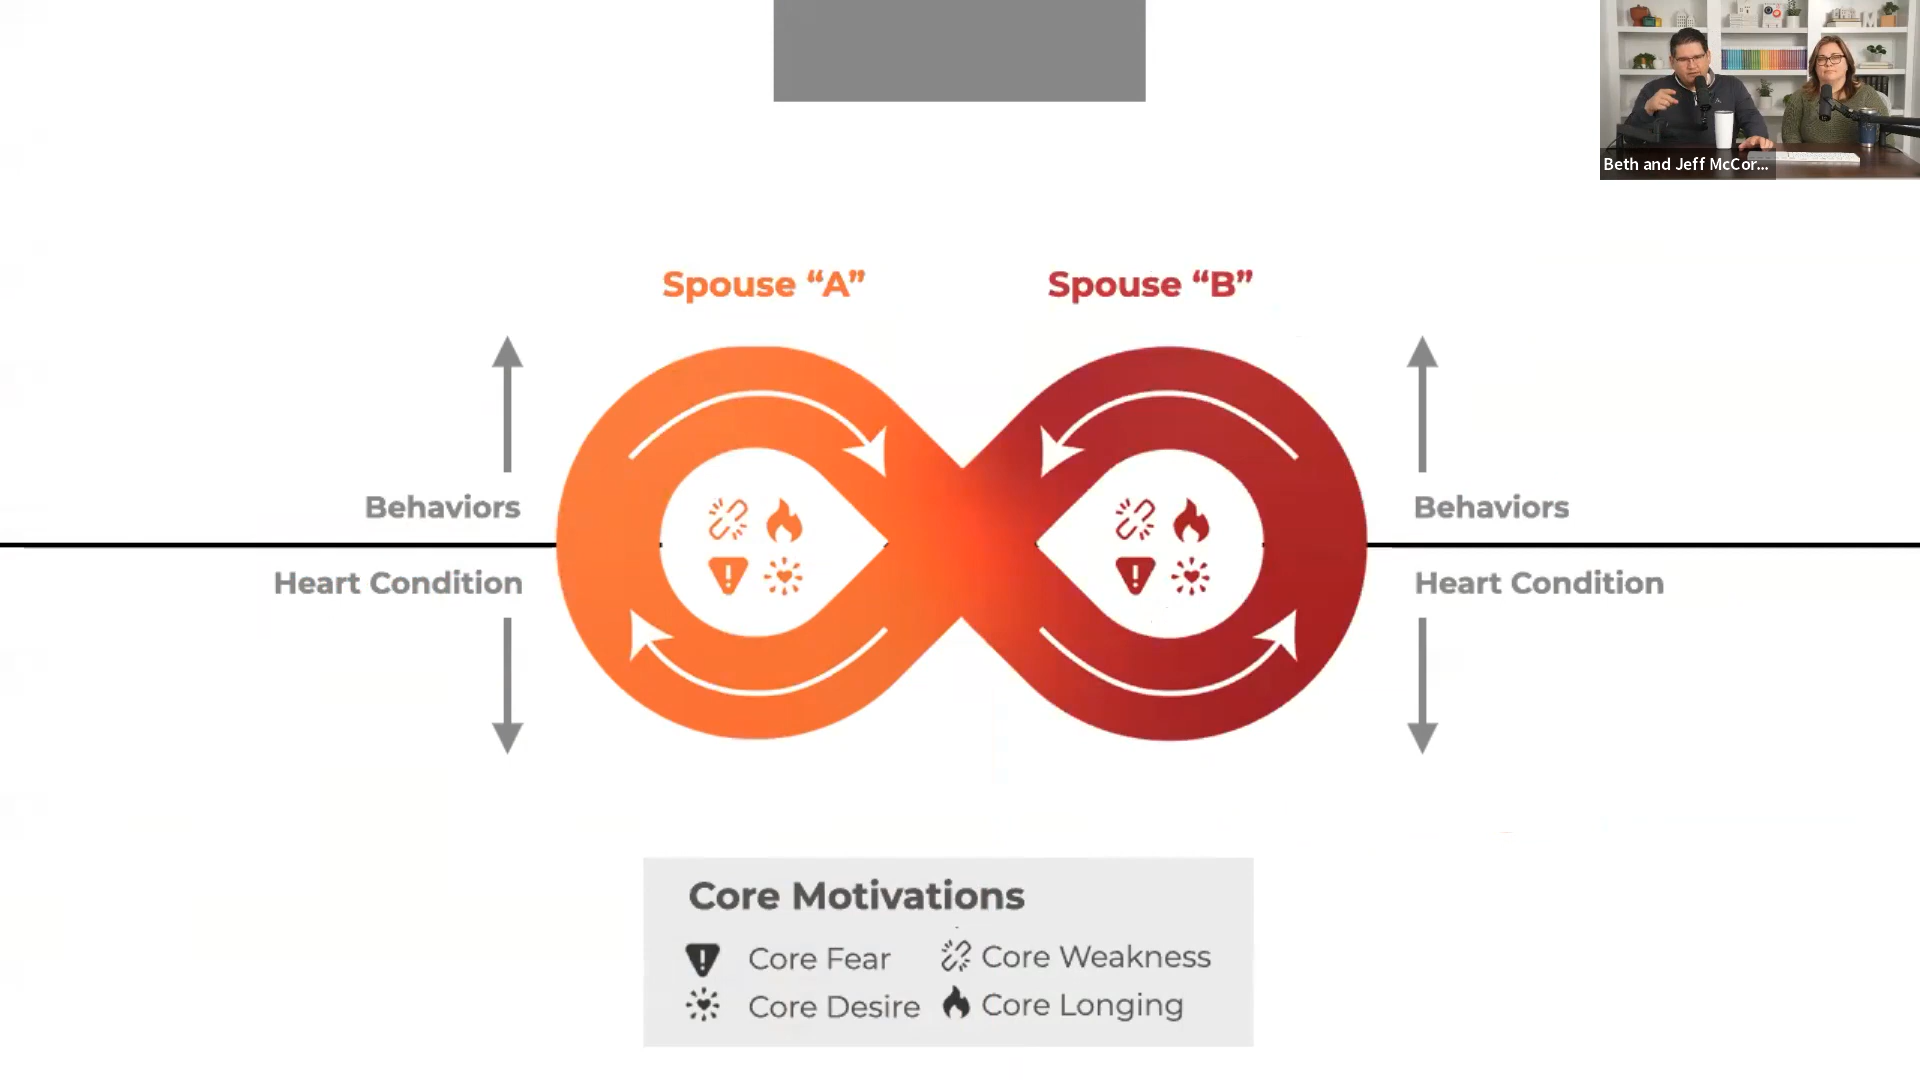 Beth and Jeff McCor...
Spouse “A”
Spouse “B”
Behaviors
Behaviors
Heart Condition
Heart Condition
Core Motivations
Core Fear
Core Weakness
Core Desire
Core Longing